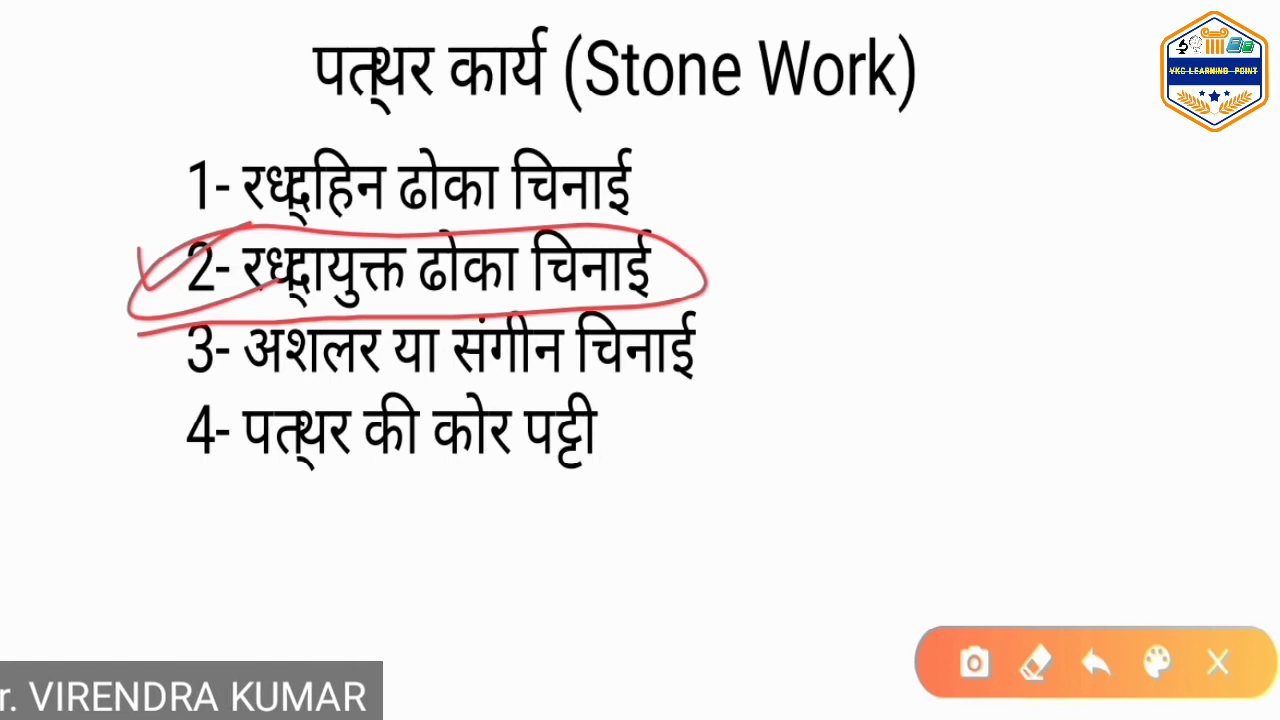 पत्थर कार्य (Stone Work)
VKC LEARNING POINT
1- रध्द्हिन ढोका चिनाई
2- रध्द्दायुक्त ढोका चिनाई
3- अशलर या संगीन चिनाई
4- पत्थर की कोर पट्टी
r. VIRENDRA KUMAR